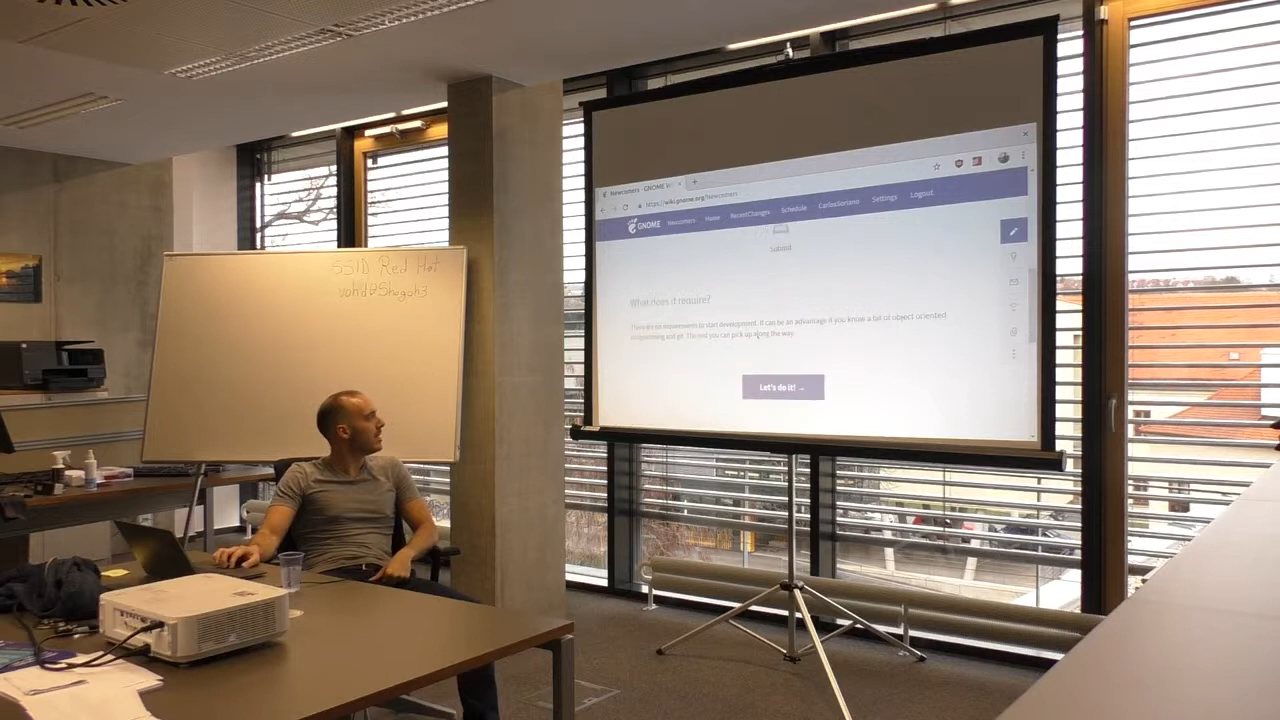 SSID Red Hat
Newcomers - GNOME W
https://wiki.gnome.org/Newcomers
GNOME Newcomers Home RecentChanges Schedule CarlosSoriano Settings Logout
Submit
What does it require?
There are no requirements to start development. It can be an advantage if you know a bit of object oriented
programming and git. The rest you can pick up along the way.
Let's do it! →